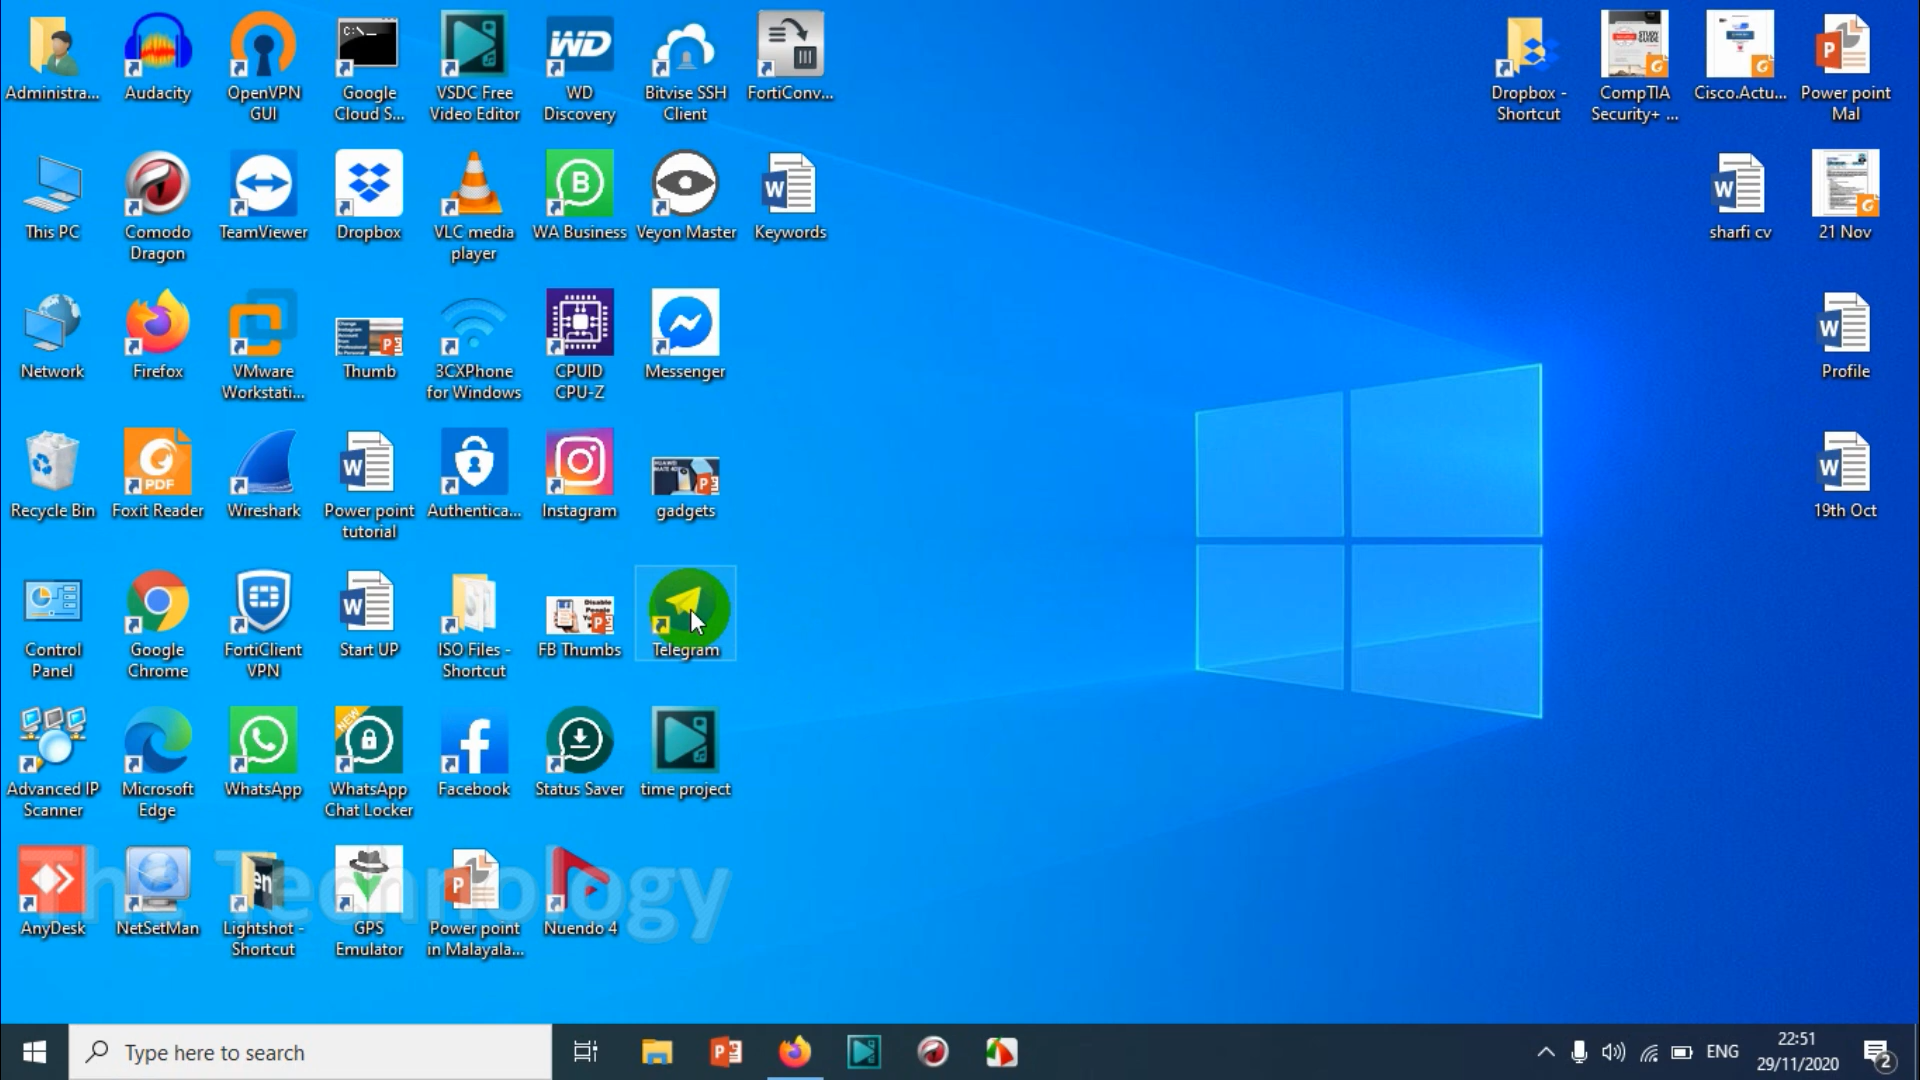 Administra...
Audacity
OpenVPN
GUI
Google
Cloud S...
VSDC Free
Video Editor
WD
Discovery
Bitvise SSH
Client
FortiConv...
Dropbox -
Shortcut
CompTIA
Security+ ...
Cisco.Actu...
Power point
Mal
This PC
Comodo
Dragon
TeamViewer
Dropbox
VLC media
player
WA Business
Veyon Master
Keywords
sharfi cv
21 Nov
Network
Firefox
VMware
Workstati...
Thumb
3CXPhone
for Windows
CPUID
CPU-Z
Messenger
Profile
Recycle Bin
Foxit Reader
Wireshark
Power point
tutorial
Authentica...
Instagram
gadgets
19th Oct
Control
Panel
Google
Chrome
FortiClient
VPN
Start UP
ISO Files -
Shortcut
FB Thumbs
Telegram
Advanced IP
Scanner
Microsoft
Edge
WhatsApp
WhatsApp
Chat Locker
Facebook
Status Saver
time project
The Technology
AnyDesk
NetSetMan
Lightshot -
Shortcut
GPS
Emulator
Power point
in Malayala...
Nuendo 4
Type here to search
ENG
22:51
29/11/2020
2